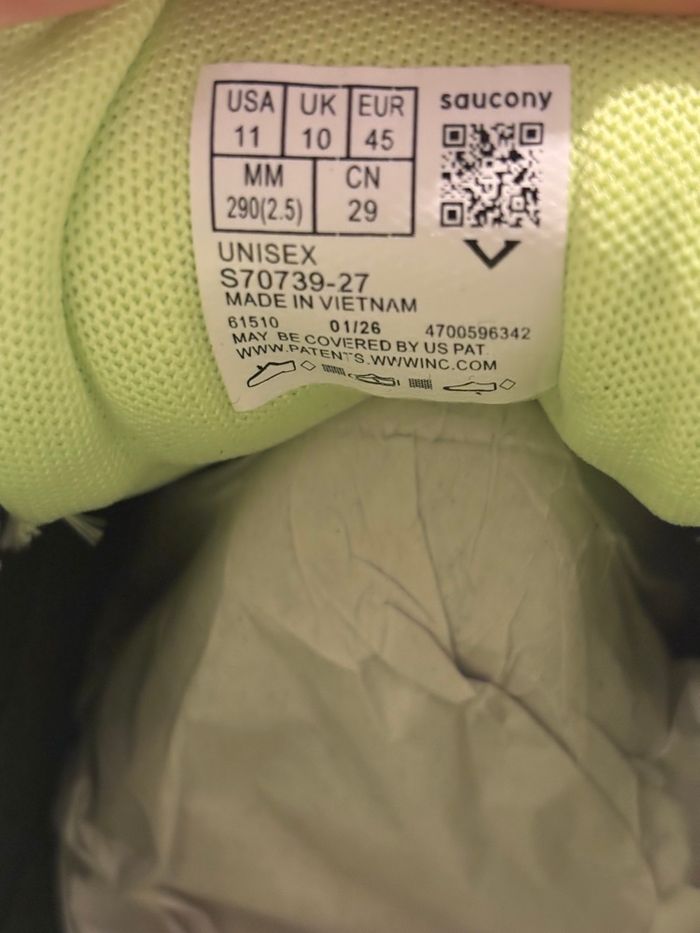 USA UK EUR
11 10 45
MM CN
290(2.5) 29
saucony
UNISEX
S70739-27
MADE IN VIETNAM
61510 01/26 4700596342
MAY BE COVERED BY US PAT.
WWW.PATENTS.WWWINC.COM